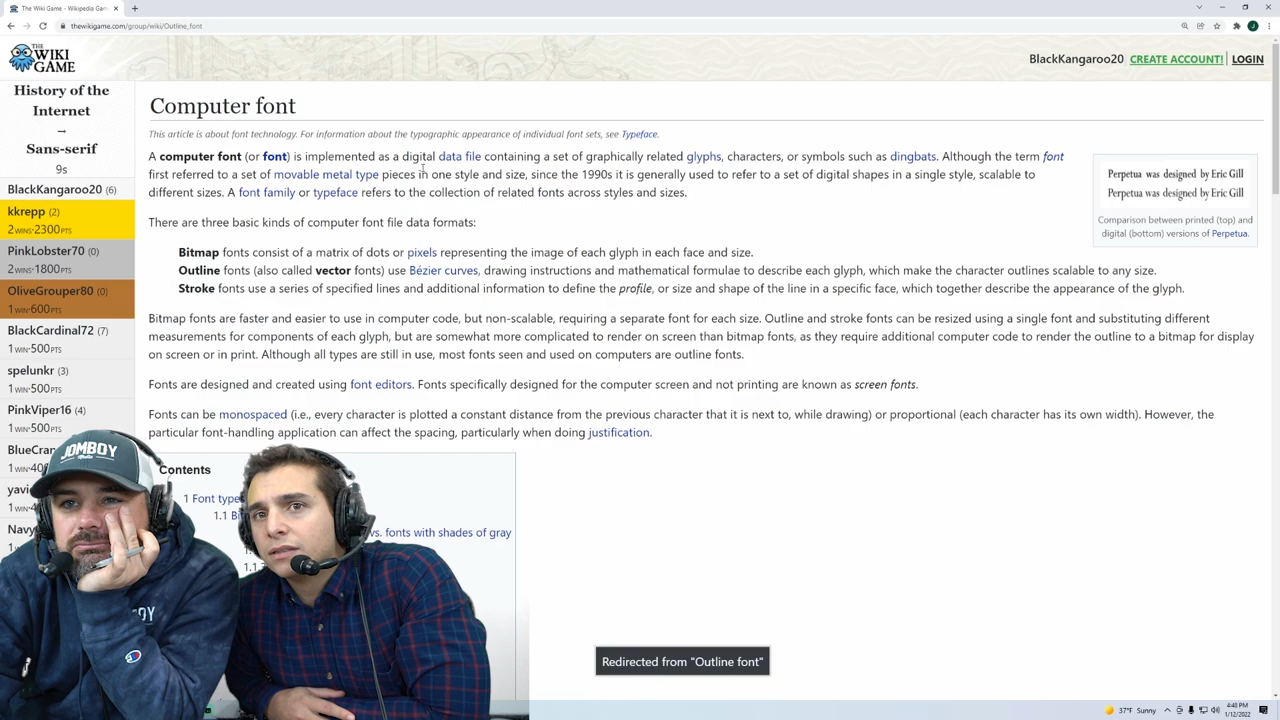 The Wiki Game - Wikipedia Gam
thewikigame.com/group/wiki/Outline_font
THE
WIKI
GAME
BlackKangaroo20 CREATE ACCOUNT! or LOGIN
History of the
Internet
→
Sans-serif
9s
BlackKangaroo20 (6)
kkrepp (2)
2 WINS·2300 PTS
PinkLobster70 (0)
2 WINS·1800 PTS
OliveGrouper80 (0)
1 WIN·600 PTS
BlackCardinal72 (7)
1 WIN·500 PTS
spelunkr (3)
1 WIN·500 PTS
PinkViper16 (4)
1 WIN·500 PTS
BlueCran
1 WIN·40
yavi
1 WIN
Navy
Computer font
This article is about font technology. For information about the typographic appearance of individual font sets, see Typeface.
A computer font (or font) is implemented as a digital data file containing a set of graphically related glyphs, characters, or symbols such as dingbats. Although the term font
first referred to a set of movable metal type pieces in one style and size, since the 1990s it is generally used to refer to a set of digital shapes in a single style, scalable to
different sizes. A font family or typeface refers to the collection of related fonts across styles and sizes.
Perpetua was designed by Eric Gill
Perpetua was designed by Eric Gill
Comparison between printed (top) and
digital (bottom) versions of Perpetua.
There are three basic kinds of computer font file data formats:
Bitmap fonts consist of a matrix of dots or pixels representing the image of each glyph in each face and size.
Outline fonts (also called vector fonts) use Bézier curves, drawing instructions and mathematical formulae to describe each glyph, which make the character outlines scalable to any size.
Stroke fonts use a series of specified lines and additional information to define the profile, or size and shape of the line in a specific face, which together describe the appearance of the glyph.
Bitmap fonts are faster and easier to use in computer code, but non-scalable, requiring a separate font for each size. Outline and stroke fonts can be resized using a single font and substituting different
measurements for components of each glyph, but are somewhat more complicated to render on screen than bitmap fonts, as they require additional computer code to render the outline to a bitmap for display
on screen or in print. Although all types are still in use, most fonts seen and used on computers are outline fonts.
Fonts are designed and created using font editors. Fonts specifically designed for the computer screen and not printing are known as screen fonts.
Fonts can be monospaced (i.e., every character is plotted a constant distance from the previous character that it is next to, while drawing) or proportional (each character has its own width). However, the
particular font-handling application can affect the spacing, particularly when doing justification.
Contents
1 Font type
1.1 Bi
vs. fonts with shades of gray
1.1
JOMBOY
Redirected from "Outline font"
37°F Sunny
4:48 PM
1/12/2022